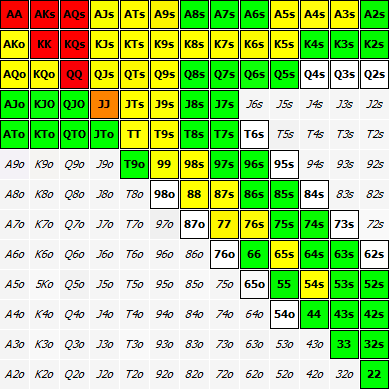 AA AKs AQs AJs ATs A9s A8s A7s A6s A5s A4s A3s A2s
AKo KK KQs KJs KTs K9s K8s K7s K6s K5s K4s K3s K2s
AQo KQo QQ QJs QTs Q9s Q8s Q7s Q6s Q5s Q4s Q3s Q2s
AJo KJO QJO JJ JTs J9s J8s J7s J6s J5s J4s J3s J2s
ATo KTo QTO JTo TT T9s T8s T7s T6s T5s T4s T3s T2s
A9o K9o Q9o J9o T9o 99 98s 97s 96s 95s 94s 93s 92s
A8o K8o Q8o J8o T8o 98o 88 87s 86s 85s 84s 83s 82s
A7o K7o Q7o J7o T7o 97o 87o 77 76s 75s 74s 73s 72s
A6o K6o Q6o J6o T6o 96o 86o 76o 66 65s 64s 63s 62s
A5o 5Ko Q5o J5o T5o 95o 85o 75o 65o 55 54s 53s 52s
A4o K4o Q4o J4o T4o 94o 84o 74o 64o 54o 44 43s 42s
A3o K3o Q3o J3o T3o 93o 83o 73o 63o 53o 43o 33 32s
A2o K2o Q2o J2o T2o 92o 82o 72o 62o 52o 42o 32o 22